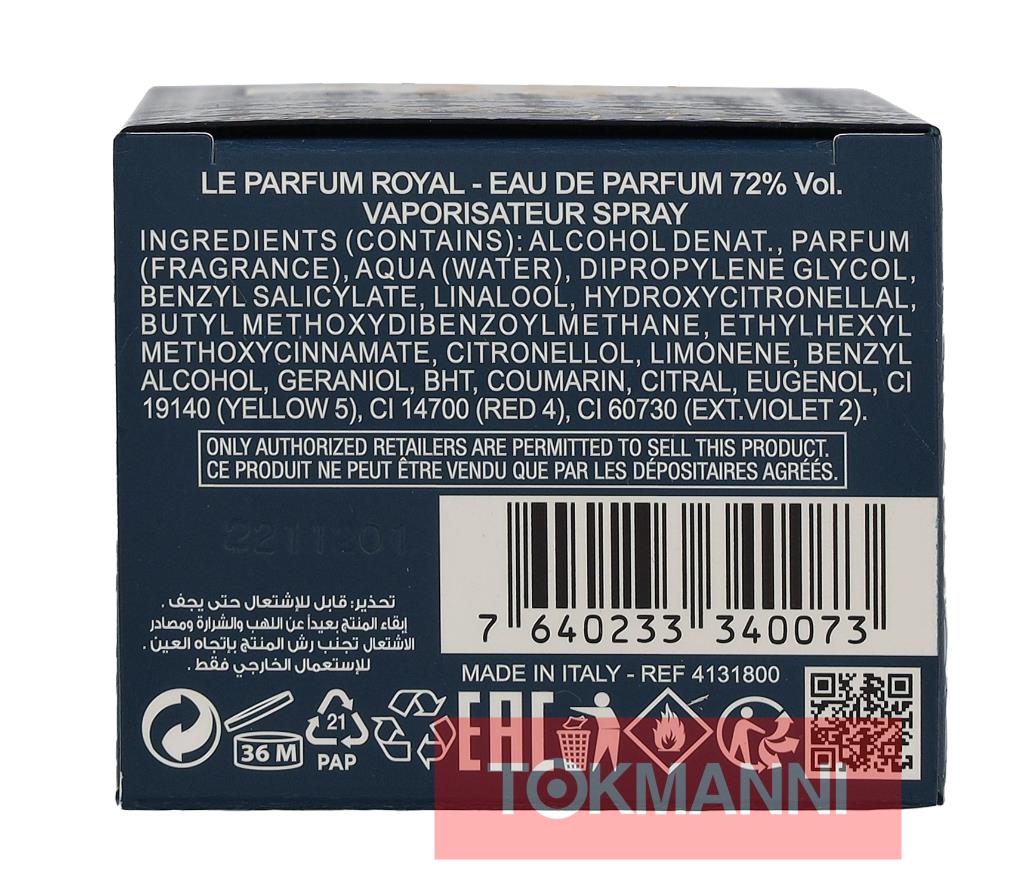 LE PARFUM ROYAL - EAU DE PARFUM 72% Vol.
VAPORISATEUR SPRAY
INGREDIENTS (CONTAINS): ALCOHOL DENAT., PARFUM
(FRAGRANCE), AQUA (WATER), DIPROPYLENE GLYCOL,
BENZYL SALICYLATE, LINALOOL, HYDROXYCITRONELLAL,
BUTYL METHOXYDIBENZOYLMETHANE, ETHYLHEXYL
METHOXYCINNAMATE, CITRONELLOL, LIMONENE, BENZYL
ALCOHOL, GERANIOL, BHT, COUMARIN, CITRAL, EUGENOL, CI
19140 (YELLOW 5), CI 14700 (RED 4), CI 60730 (EXT.VIOLET 2).
ONLY AUTHORIZED RETAILERS ARE PERMITTED TO SELL THIS PRODUCT.
CE PRODUIT NE PEUT ÊTRE VENDU QUE PAR LES DÉPOSITAIRES AGRÉÉS.
تحذير: قابل للإشتعال حتى يجف .
إبقاء المنتج بعيداً عن اللهب والشرارة ومصادر
الاشتعال تجنب رش المنتج بإتجاه العين .
للإستعمال الخارجي فقط .
7 640233 340073
MADE IN ITALY - REF 4131800
36 M
21
PAP
EAC
TOKMANNI